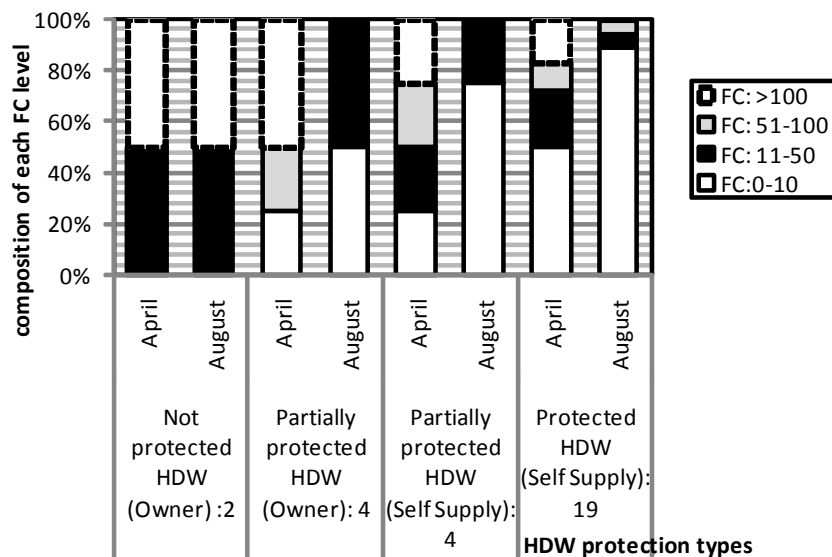 composition of each FC level
100%
80%
60%
40%
20%
0%
FC: >100
FC: 51-100
FC: 11-50
FC:0-10
April
August
April
August
April
August
April
August
Not
protected
HDW
(Owner) :2
Partially
protected
HDW
(Owner): 4
Partially
protected
HDW
(Self Supply):
4
Protected
HDW
(Self Supply):
19
HDW protection types